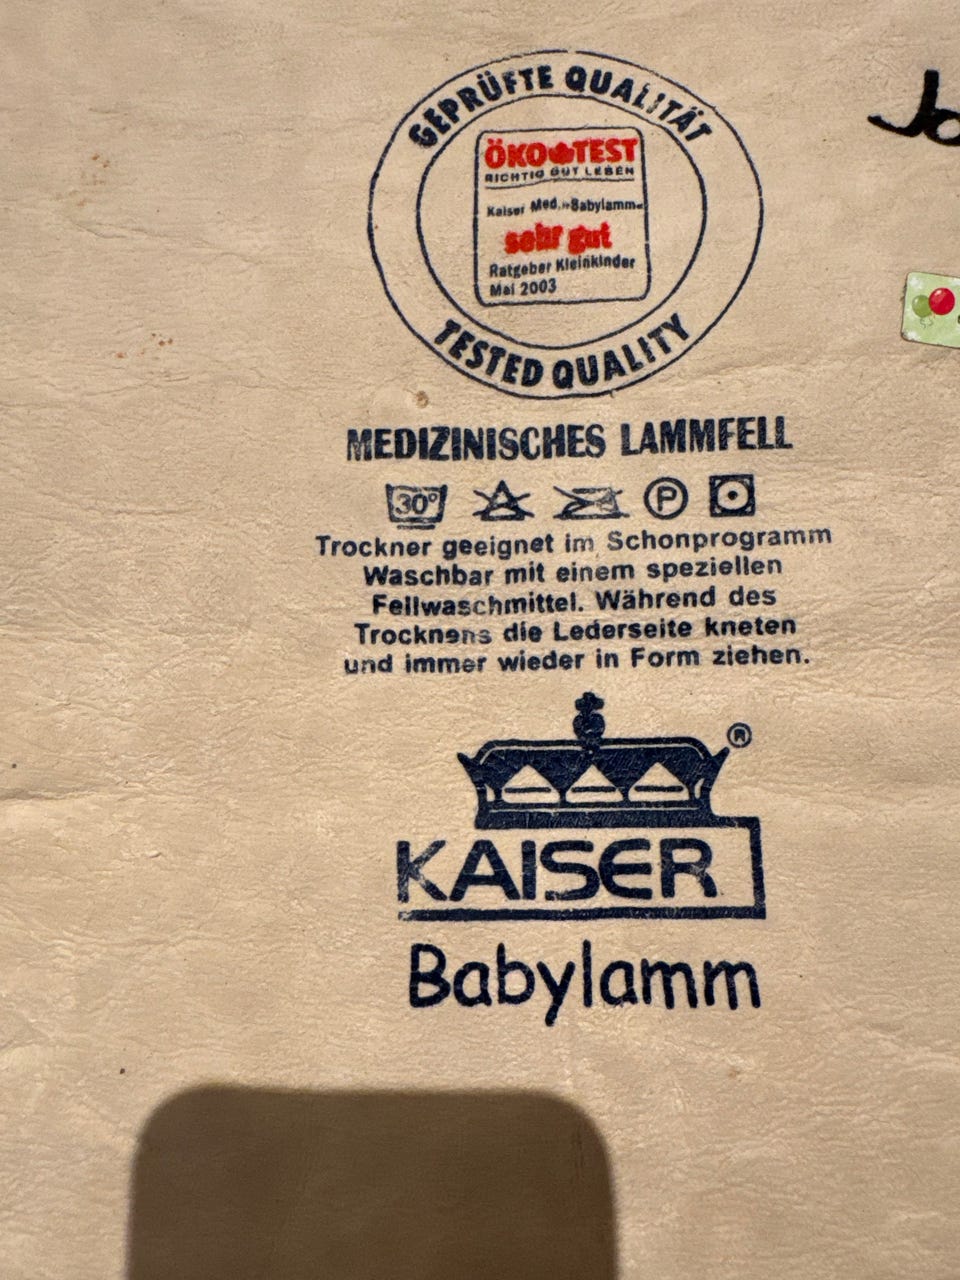 GEPRÜFTE QUALITÄT
ÖKO TEST
RICHTIG GUT LEBEN
Kaiser Med. »Babylamm«
sehr gut
Ratgeber Kleinkinder
Mai 2003
TESTED QUALITY
MEDIZINISCHES LAMMFELL
30° P
Trockner geeignet im Schonprogramm
Waschbar mit einem speziellen
Fellwaschmittel. Während des
Trocknens die Lederseite kneten
und immer wieder in Form ziehen.
®
KAISER
Babylamm